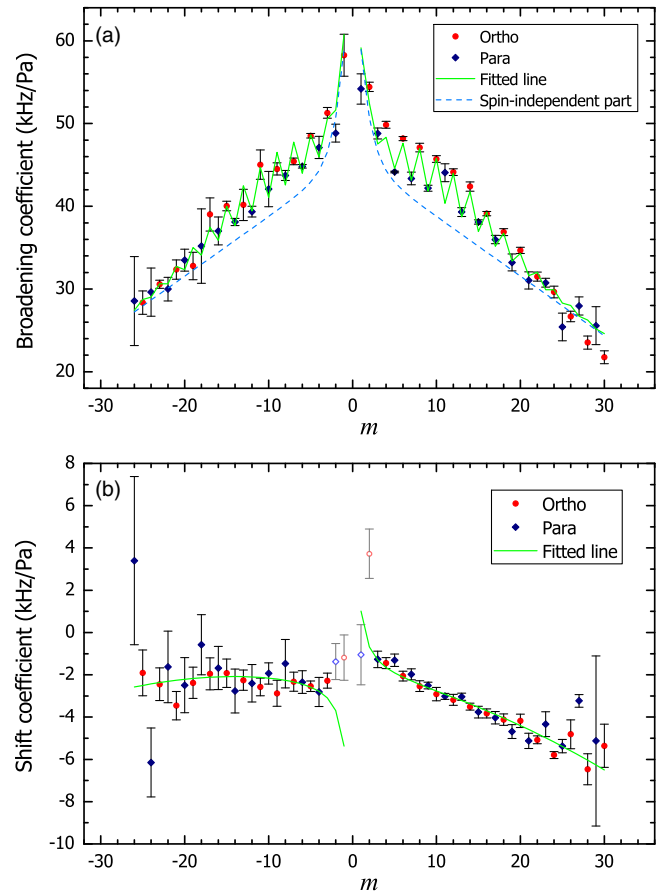 (a)
Ortho
Para
Fitted line
Spin-independent part
Broadening coefficient (kHz/Pa)
60
50
40
30
20
-30 -20 -10 0 10 20 30
m
(b)
Ortho
Para
Fitted line
Shift coefficient (kHz/Pa)
8
6
4
2
0
-2
-4
-6
-8
-10
-30 -20 -10 0 10 20 30
m